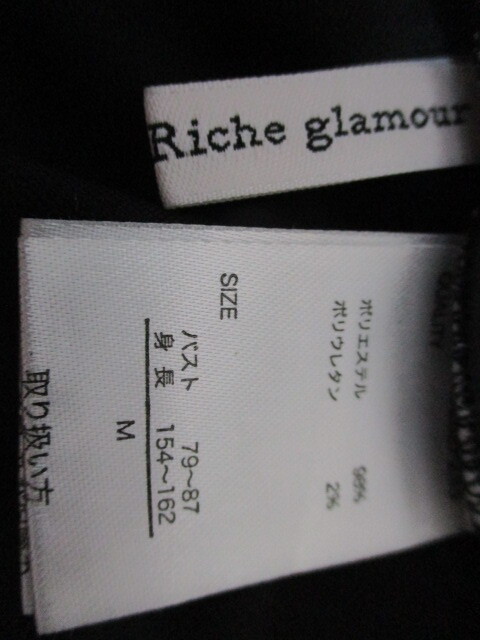 Riche glamour
QUALITY
ポリエステル 98%
ポリウレタン 2%
SIZE
バスト 79~87
身長 154~162
M
取り扱い方